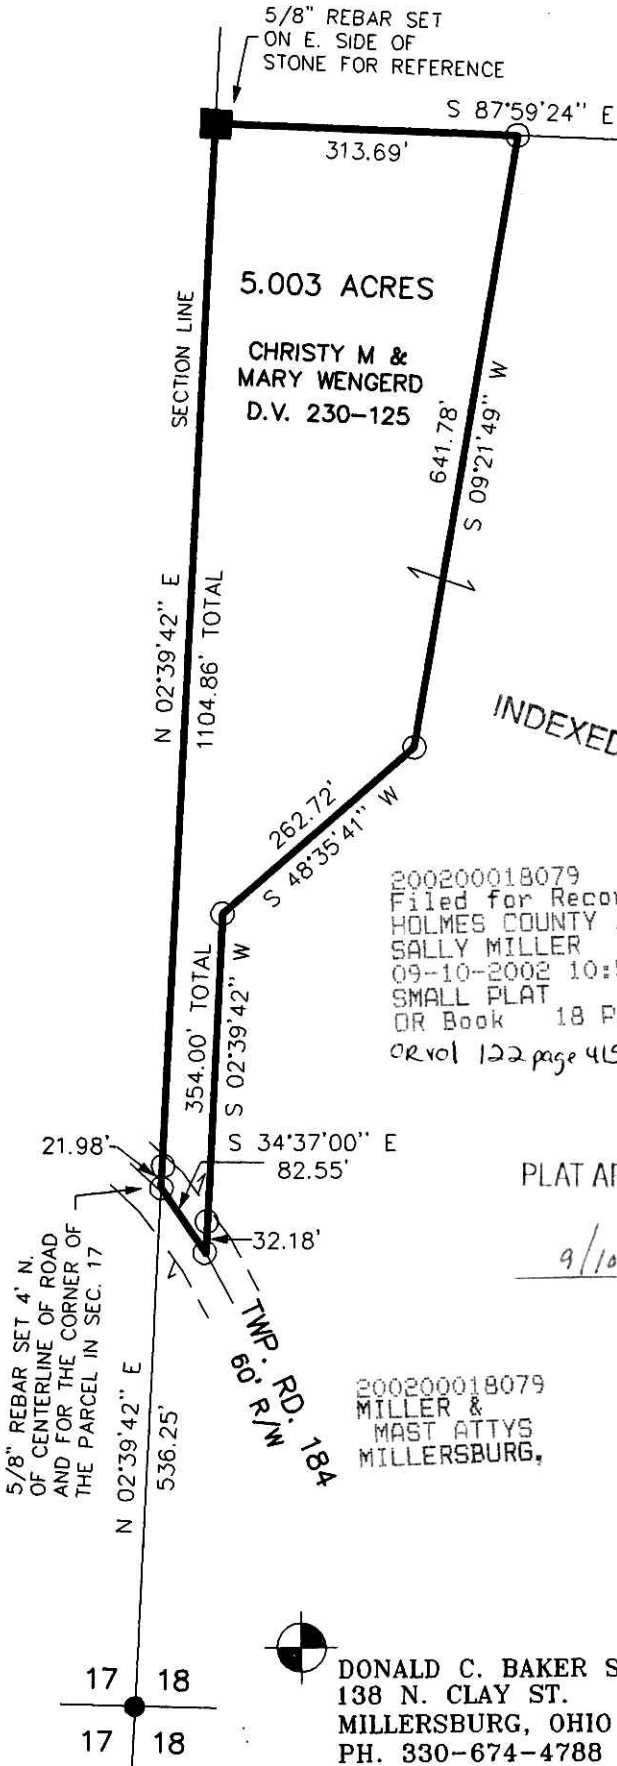 5/8" REBAR SET
ON E. SIDE OF
STONE FOR REFERENCE
S 87°59'24" E
313.69'
5.003 ACRES
CHRISTY M &
MARY WENGERD
D.V. 230-125
SECTION LINE
641.78'
S 09°21'49" W
N 02°39'42" E
1104.86' TOTAL
INDEXED
262.72'
S 48°35'41" W
200200018079
Filed for Recor
HOLMES COUNTY
SALLY MILLER
09-10-2002 10:
SMALL PLAT
OR Book 18 P
OR vol 122 page 415
354.00' TOTAL
S 02°39'42" W
21.98'
S 34°37'00" E
82.55'
PLAT AP
32.18'
9/10
5/8" REBAR SET 4' N.
OF CENTERLINE OF ROAD
AND FOR THE CORNER OF
THE PARCEL IN SEC. 17
TWP. RD. 184
60' R/W
N 02°39'42" E
536.25'
200200018079
MILLER &
MAST ATTYS
MILLERSBURG,
17 18
17 18
DONALD C. BAKER S
138 N. CLAY ST.
MILLERSBURG, OHIO
PH. 330-674-4788